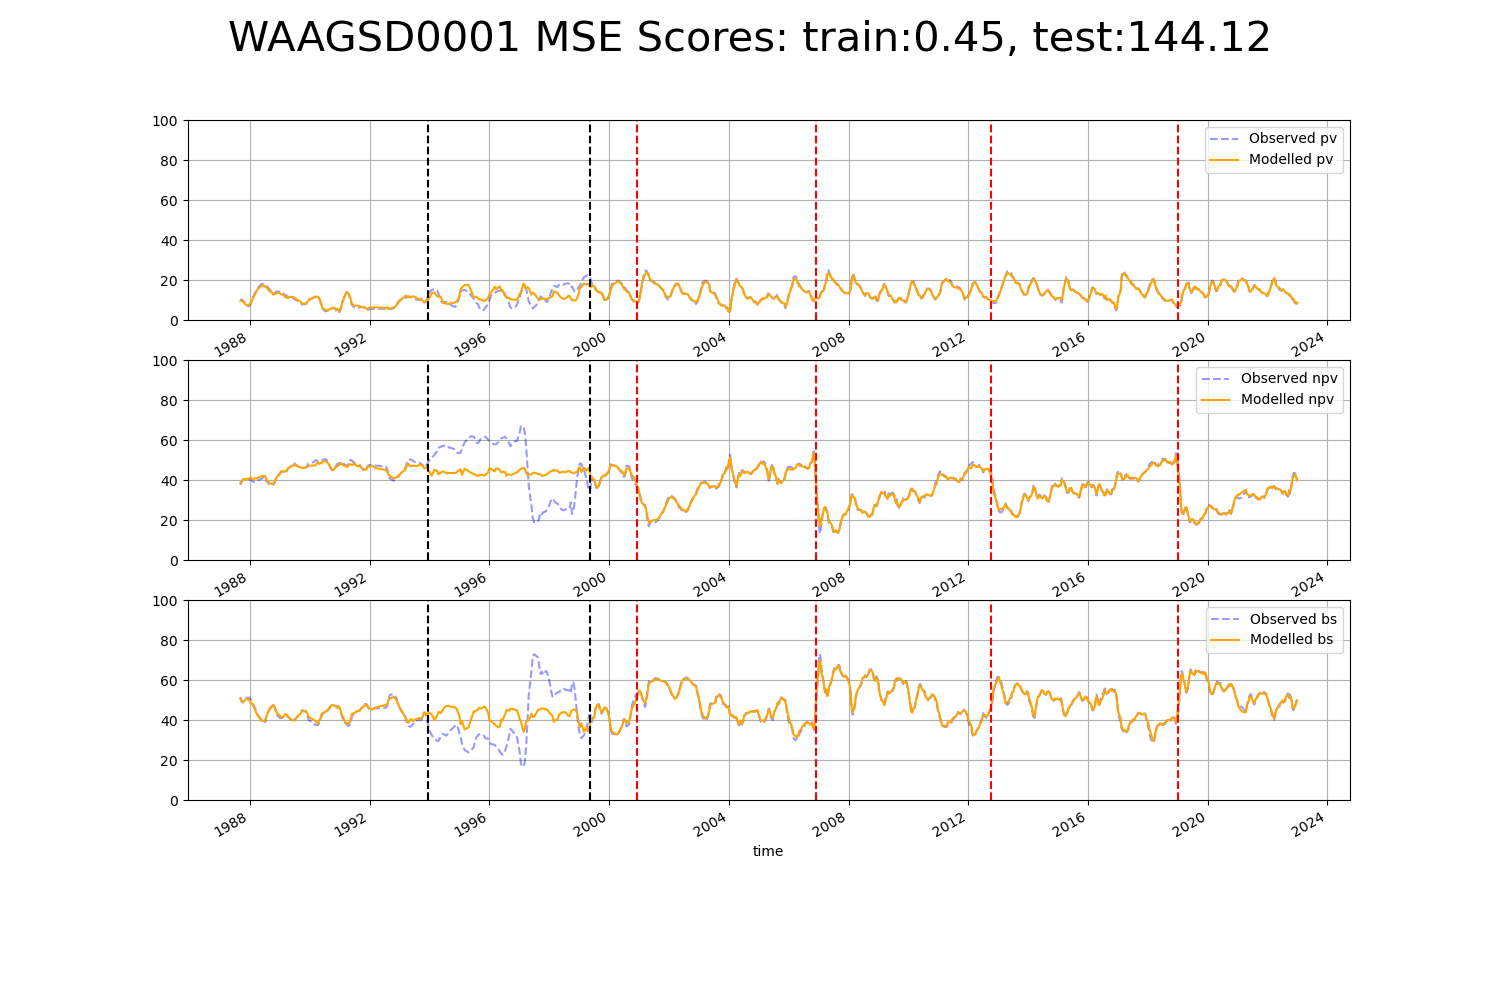 WAAGSD0001 MSE Scores: train:0.45, test:144.12
100
80
60
40
20
0
Observed pv
Modelled pv
1988 1992 1996 2000 2004 2008 2012 2016 2020 2024
100
80
60
40
20
0
Observed npv
Modelled npv
1988 1992 1996 2000 2004 2008 2012 2016 2020 2024
100
80
60
40
20
0
Observed bs
Modelled bs
1988 1992 1996 2000 2004 2008 2012 2016 2020 2024
time